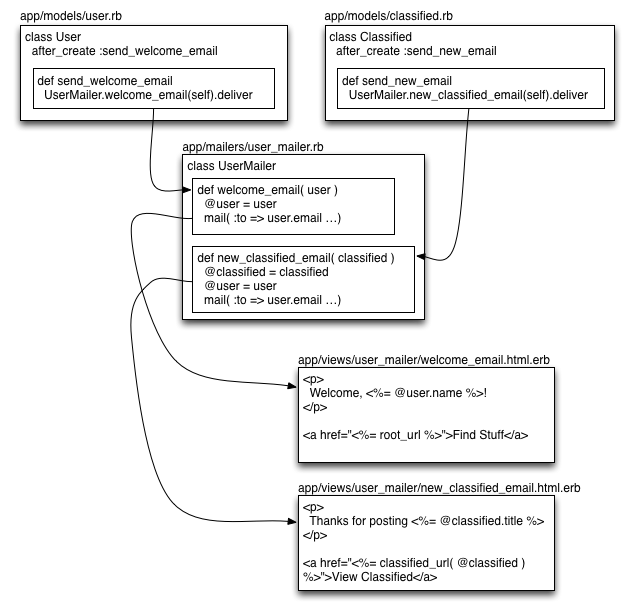 app/models/user.rb
class User
after_create :send_welcome_email
def send_welcome_email
UserMailer.welcome_email(self).deliver
app/models/classified.rb
class Classified
after_create :send_new_email
def send_new_email
UserMailer.new_classified_email(self).deliver
app/mailers/user_mailer.rb
class UserMailer
def welcome_email( user )
@user = user
mail( :to => user.email …)
def new_classified_email( classified )
@classified = classified
@user = user
mail( :to => user.email …)
app/views/user_mailer/welcome_email.html.erb
<p>
Welcome, <%= @user.name %>!
</p>
<a href="<%= root_url %>">Find Stuff</a>
app/views/user_mailer/new_classified_email.html.erb
<p>
Thanks for posting <%= @classified.title %>
</p>
<a href="<%= classified_url( @classified )
%>">View Classified</a>